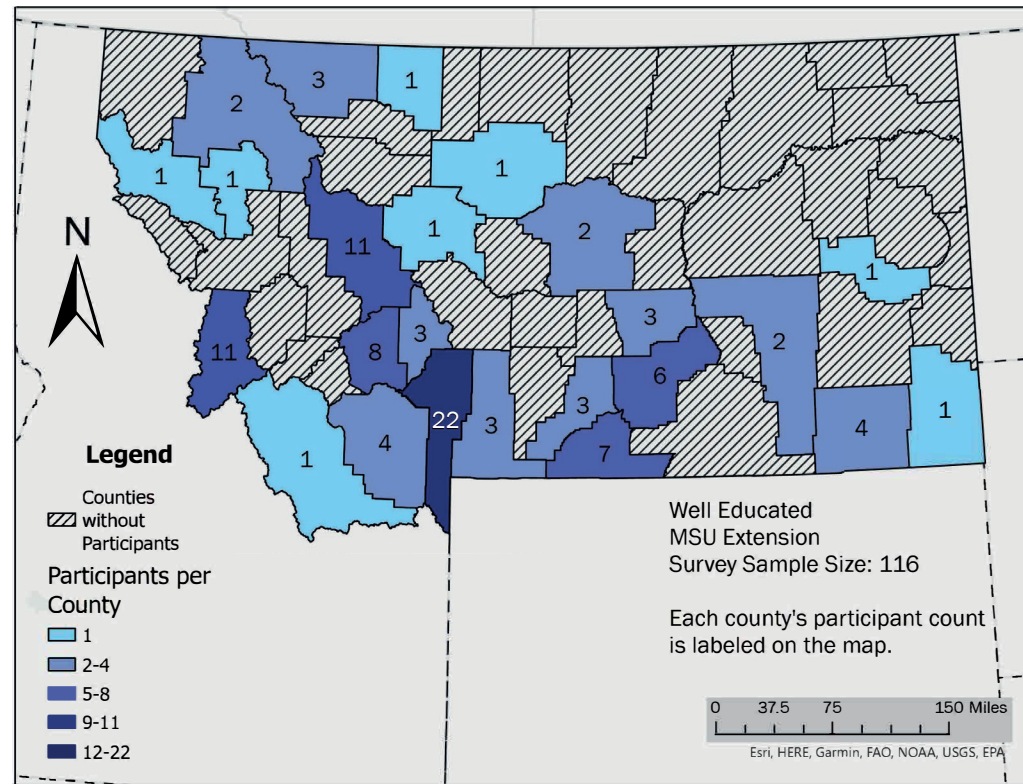 3
1
2
1
1
1
1
2
11
1
N
3
3
8
11
2
6
22
3
3
1
4
1
4
7
Legend
Counties
without
Participants
Participants per
County
1
2-4
5-8
9-11
12-22
Well Educated
MSU Extension
Survey Sample Size: 116
Each county's participant count
is labeled on the map.
0 37.5 75 150 Miles
Esri, HERE, Garmin, FAO, NOAA, USGS, EPA